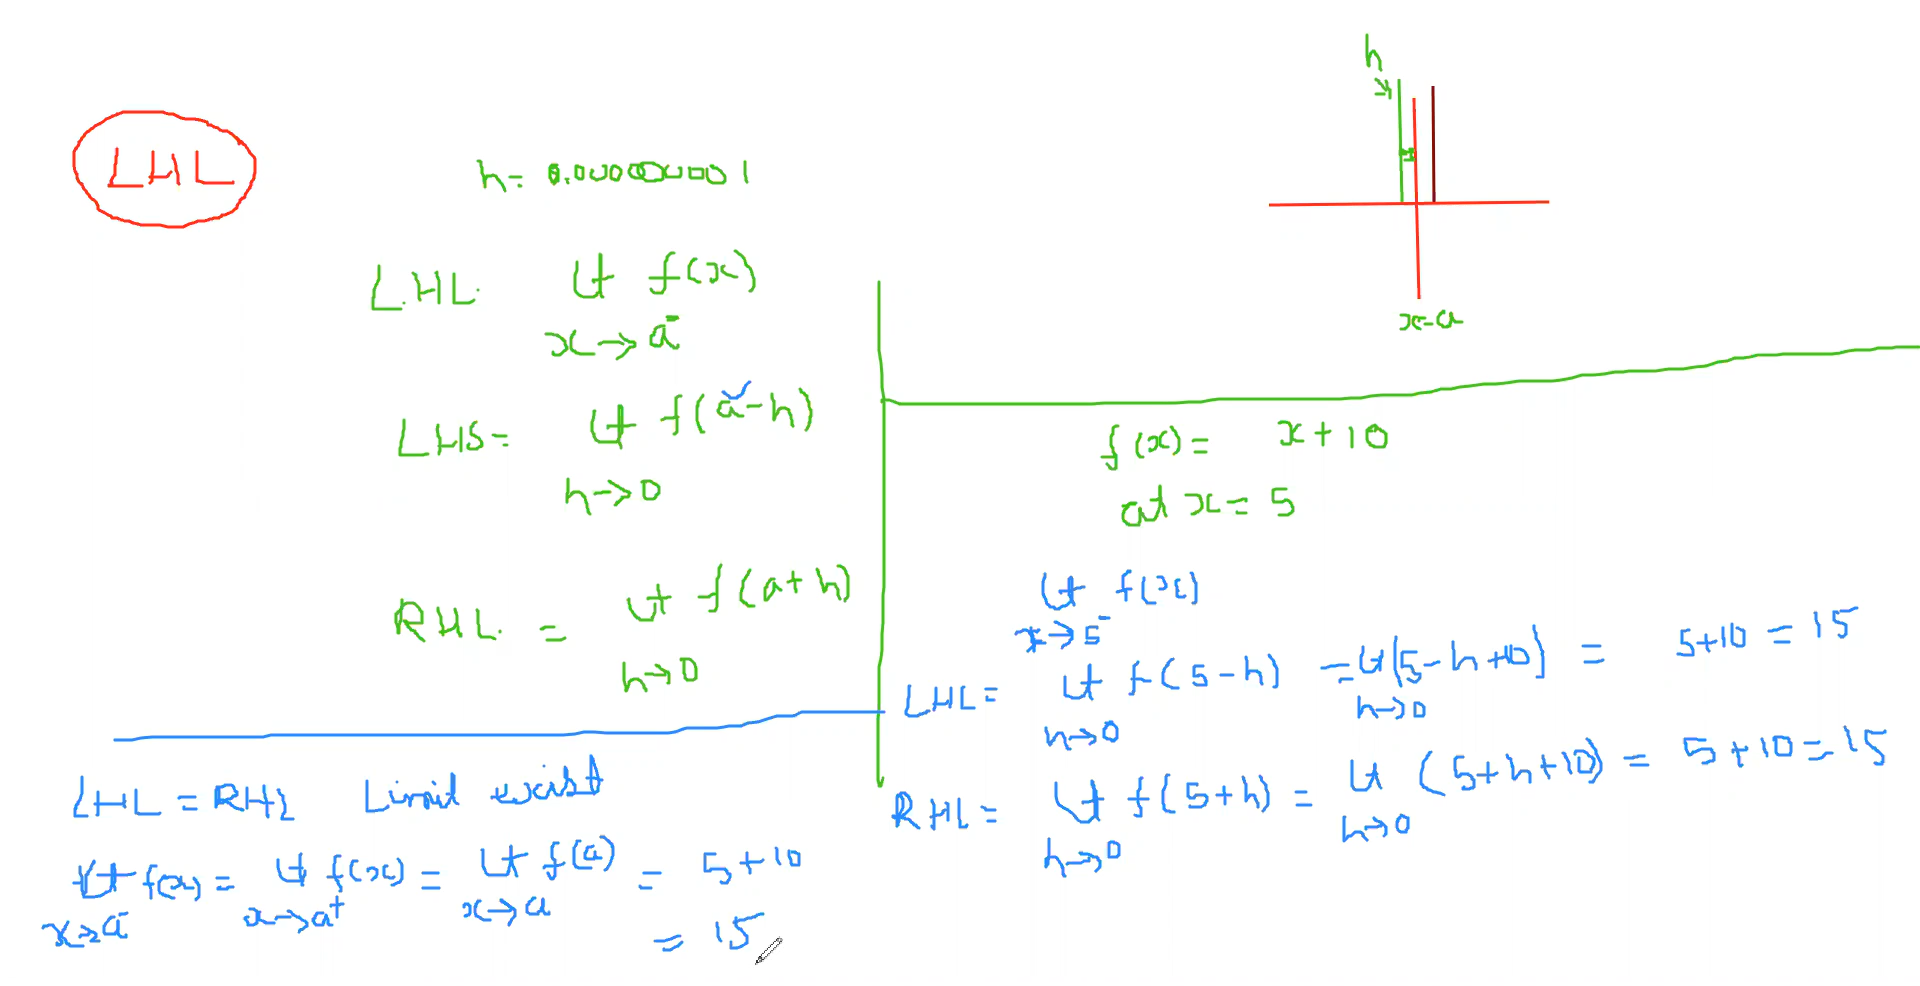 LHL
h= 0.0000000001
LHL. Lt f(x)
x→a⁻
LHS= Lt f(a-h)
h→0
RHL. = Lt f(a+h)
h→0
LHL=RHL Limit exist
Lt f(x) = Lt f(x) = Lt f(a) = 5+10
x→a⁻ x→a⁺ x→a
= 15
h
x=a
f(x)= x+10
at x= 5
Lt f(x)
x→5⁻
LHL= Lt f(5-h) =Lt(5-h+10) = 5+10=15
h→0 h→0
RHL= Lt f(5+h) = Lt (5+h+10) = 5+10=15
h→0 h→0